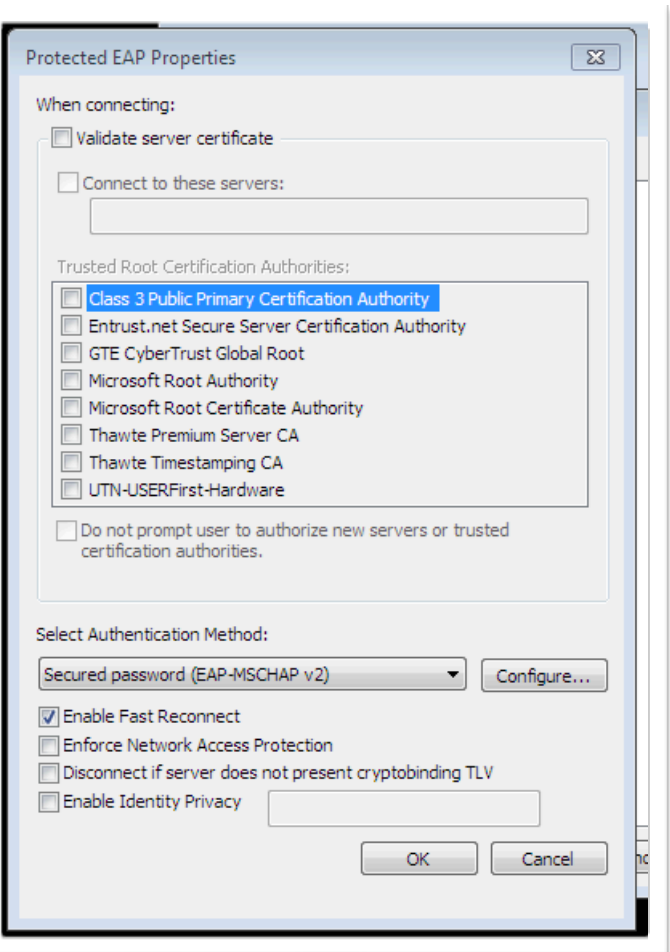 Protected EAP Properties
When connecting:
Validate server certificate
Connect to these servers:
Trusted Root Certification Authorities:
Class 3 Public Primary Certification Authority
Entrust.net Secure Server Certification Authority
GTE CyberTrust Global Root
Microsoft Root Authority
Microsoft Root Certificate Authority
Thawte Premium Server CA
Thawte Timestamping CA
UTN-USERFirst-Hardware
Do not prompt user to authorize new servers or trusted
certification authorities.
Select Authentication Method:
Secured password (EAP-MSCHAP v2) Configure...
Enable Fast Reconnect
Enforce Network Access Protection
Disconnect if server does not present cryptobinding TLV
Enable Identity Privacy
OK Cancel